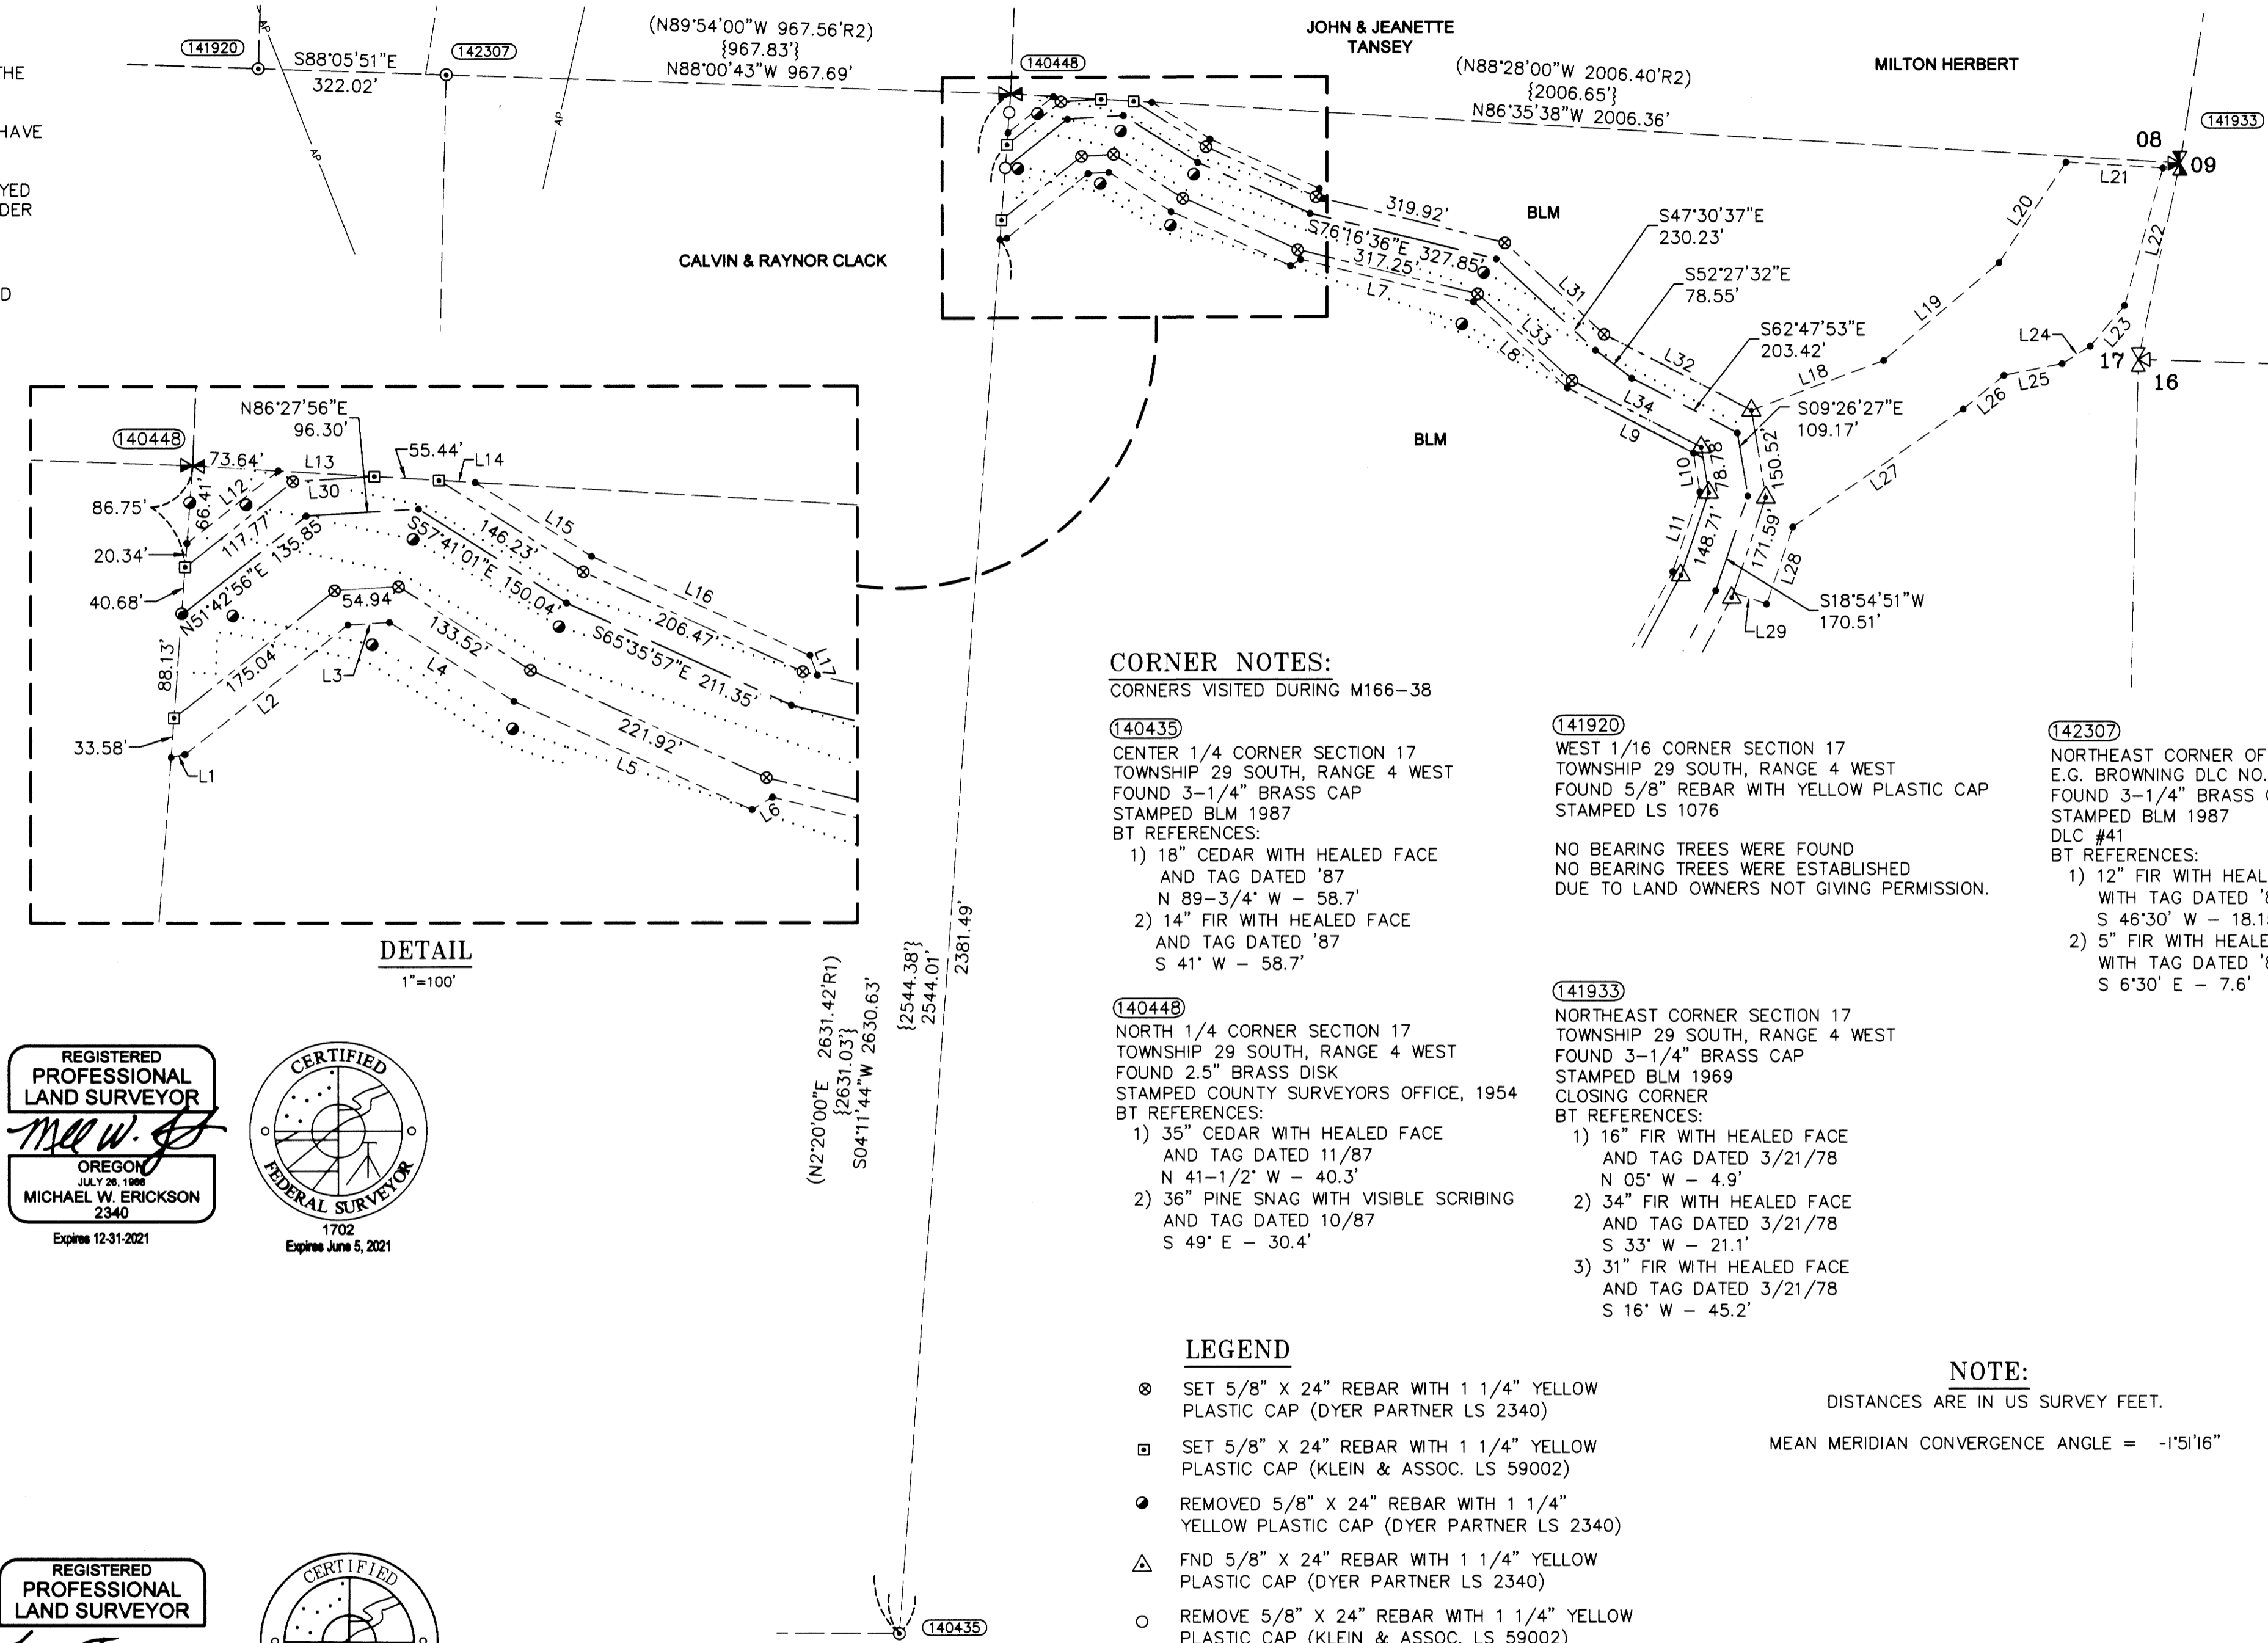 THE
HAVE
YED
DER
D
AP
AP
AP
141920
S88°05'51"E
322.02'
142307
(N89°54'00"W 967.56'R2)
{967.83'}
N88°00'43"W 967.69'
140448
JOHN & JEANETTE
TANSEY
(N88°28'00"W 2006.40'R2)
{2006.65'}
N86°35'38"W 2006.36'
MILTON HERBERT
141933
08
09
17
16
CALVIN & RAYNOR CLACK
BLM
BLM
319.92'
S76°16'36"E 327.85'
317.25'
L7
L8
L33
L31
L32
L34
L9
L10
L11
78.78'
148.71'
150.52'
171.59'
S47°30'37"E
230.23'
S52°27'32"E
78.55'
S62°47'53"E
203.42'
S09°26'27"E
109.17'
S18°54'51"W
170.51'
L18
L19
L20
L21
L22
L23
L24
L25
L26
L27
L28
L29
N86°27'56"E
96.30'
140448
73.64'
L13
55.44'
L14
L30
L12
66.41'
86.75'
117.77'
20.34'
40.68'
N51°42'56"E 135.85'
88.13'
175.04'
33.58'
L1
L2
L3
54.94'
L4
133.52'
146.23'
S57°41'01"E 150.04'
L15
L16
L17
206.47'
S65°35'57"E 211.35'
221.92'
L5
L6
DETAIL
1"=100'
(N2°20'00"E 2631.42'R1)
{2631.03'}
S04°11'44"W 2630.63'
{2544.38'}
2544.01'
2381.49'
140435
CORNER NOTES:
CORNERS VISITED DURING M166-38
140435
CENTER 1/4 CORNER SECTION 17
TOWNSHIP 29 SOUTH, RANGE 4 WEST
FOUND 3-1/4" BRASS CAP
STAMPED BLM 1987
BT REFERENCES:
1) 18" CEDAR WITH HEALED FACE
AND TAG DATED '87
N 89-3/4° W - 58.7'
2) 14" FIR WITH HEALED FACE
AND TAG DATED '87
S 41° W - 58.7'
140448
NORTH 1/4 CORNER SECTION 17
TOWNSHIP 29 SOUTH, RANGE 4 WEST
FOUND 2.5" BRASS DISK
STAMPED COUNTY SURVEYORS OFFICE, 1954
BT REFERENCES:
1) 35" CEDAR WITH HEALED FACE
AND TAG DATED 11/87
N 41-1/2° W - 40.3'
2) 36" PINE SNAG WITH VISIBLE SCRIBING
AND TAG DATED 10/87
S 49° E - 30.4'
141920
WEST 1/16 CORNER SECTION 17
TOWNSHIP 29 SOUTH, RANGE 4 WEST
FOUND 5/8" REBAR WITH YELLOW PLASTIC CAP
STAMPED LS 1076
NO BEARING TREES WERE FOUND
NO BEARING TREES WERE ESTABLISHED
DUE TO LAND OWNERS NOT GIVING PERMISSION.
141933
NORTHEAST CORNER SECTION 17
TOWNSHIP 29 SOUTH, RANGE 4 WEST
FOUND 3-1/4" BRASS CAP
STAMPED BLM 1969
CLOSING CORNER
BT REFERENCES:
1) 16" FIR WITH HEALED FACE
AND TAG DATED 3/21/78
N 05° W - 4.9'
2) 34" FIR WITH HEALED FACE
AND TAG DATED 3/21/78
S 33° W - 21.1'
3) 31" FIR WITH HEALED FACE
AND TAG DATED 3/21/78
S 16° W - 45.2'
142307
NORTHEAST CORNER OF
E.G. BROWNING DLC NO.
FOUND 3-1/4" BRASS
STAMPED BLM 1987
DLC #41
BT REFERENCES:
1) 12" FIR WITH HEAL
WITH TAG DATED
S 46°30' W - 18.1
2) 5" FIR WITH HEALE
WITH TAG DATED
S 6°30' E - 7.6'
REGISTERED
PROFESSIONAL
LAND SURVEYOR
OREGON
JULY 26, 1988
MICHAEL W. ERICKSON
2340
Expires 12-31-2021
CERTIFIED
FEDERAL SURVEYOR
1702
Expires June 5, 2021
LEGEND
SET 5/8" X 24" REBAR WITH 1 1/4" YELLOW
PLASTIC CAP (DYER PARTNER LS 2340)
SET 5/8" X 24" REBAR WITH 1 1/4" YELLOW
PLASTIC CAP (KLEIN & ASSOC. LS 59002)
REMOVED 5/8" X 24" REBAR WITH 1 1/4"
YELLOW PLASTIC CAP (DYER PARTNER LS 2340)
FND 5/8" X 24" REBAR WITH 1 1/4" YELLOW
PLASTIC CAP (DYER PARTNER LS 2340)
REMOVE 5/8" X 24" REBAR WITH 1 1/4" YELLOW
PLASTIC CAP (KLEIN & ASSOC. LS 59002)
NOTE:
DISTANCES ARE IN US SURVEY FEET.
MEAN MERIDIAN CONVERGENCE ANGLE = -1°51'16"
REGISTERED
PROFESSIONAL
LAND SURVEYOR
CERTIFIED